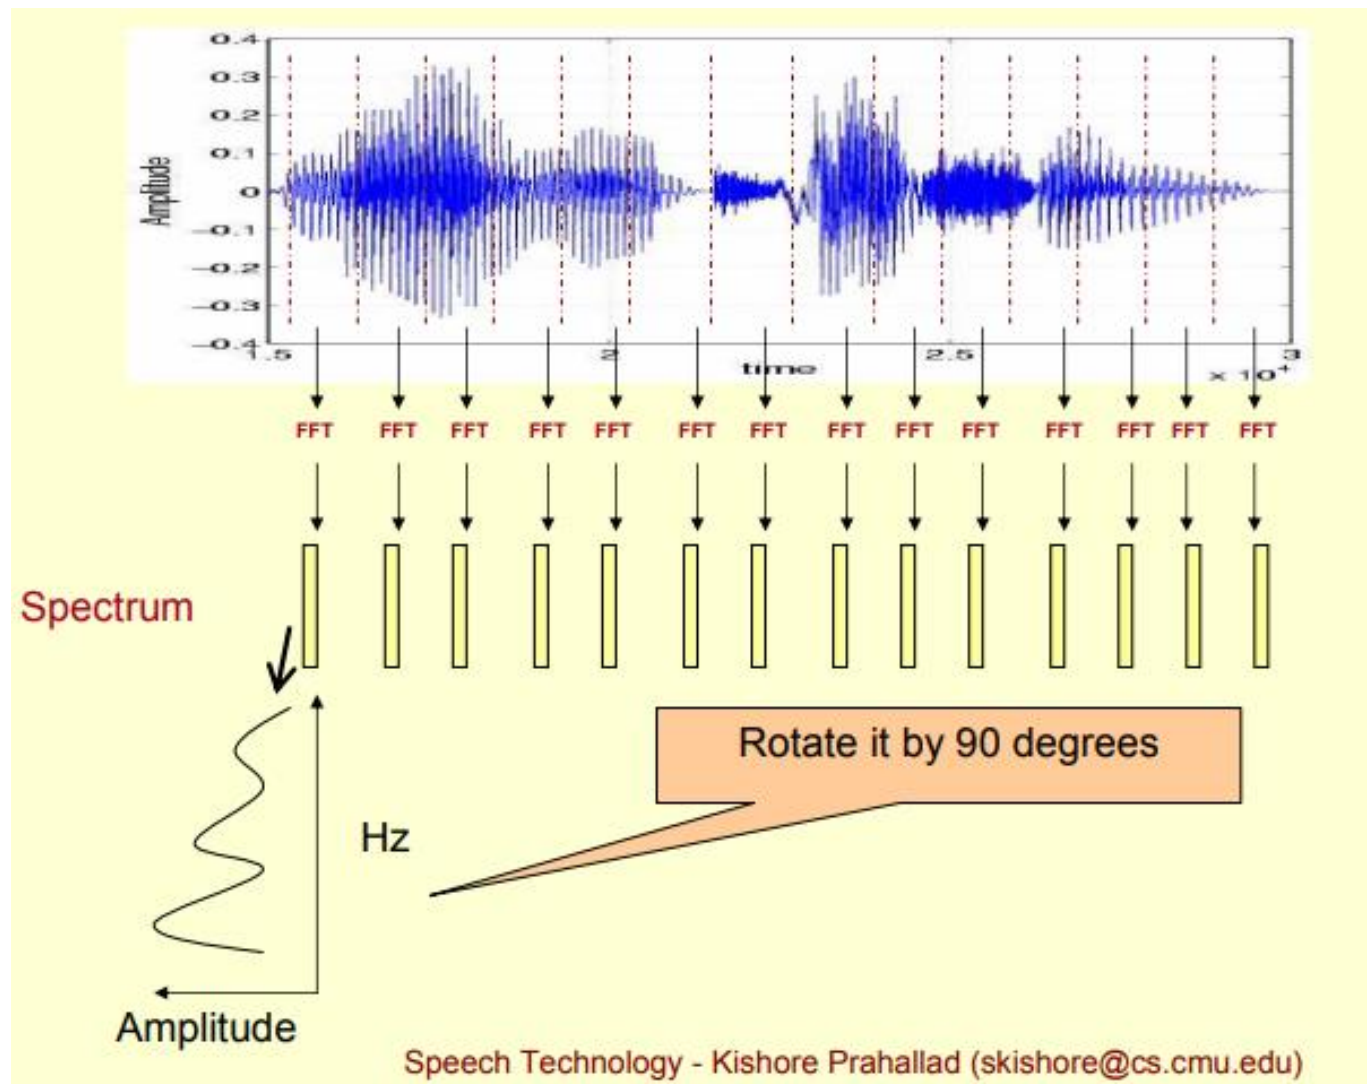 0.4
0.3
0.2
0.1
0
−0.1
−0.2
−0.3
−0.4
Amplitude
1.5 2 2.5 3
time
x 10⁴
FFT FFT FFT FFT FFT FFT FFT FFT FFT FFT FFT FFT FFT FFT
Spectrum
Rotate it by 90 degrees
Hz
Amplitude
Speech Technology - Kishore Prahallad (skishore@cs.cmu.edu)